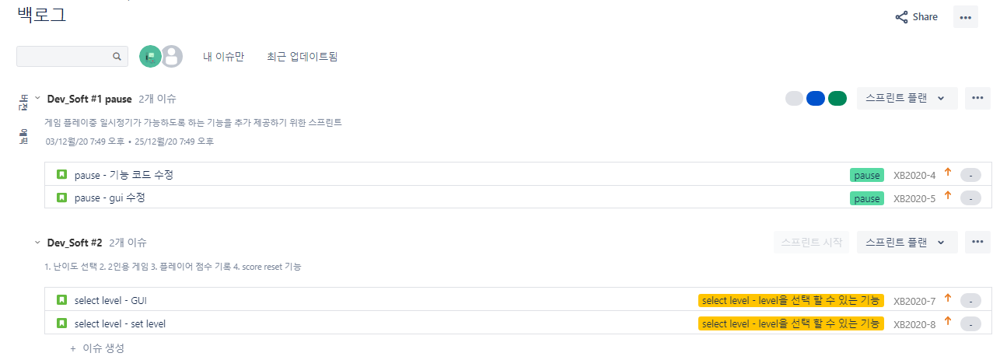 백로그
Share
내 이슈만 최근 업데이트됨
버전
에픽
Dev_Soft #1 pause 2개 이슈 스프린트 플랜
게임 플레이중 일시정기가 가능하도록 하는 기능을 추가 제공하기 위한 스프린트
03/12월/20 7:49 오후 • 25/12월/20 7:49 오후
pause - 기능 코드 수정 pause XB2020-4 -
pause - gui 수정 pause XB2020-5 -
Dev_Soft #2 2개 이슈 스프린트 시작 스프린트 플랜
1. 난이도 선택 2. 2인용 게임 3. 플레이어 점수 기록 4. score reset 기능
select level - GUI select level - level을 선택 할 수 있는 기능 XB2020-7 -
select level - set level select level - level을 선택 할 수 있는 기능 XB2020-8 -
+ 이슈 생성